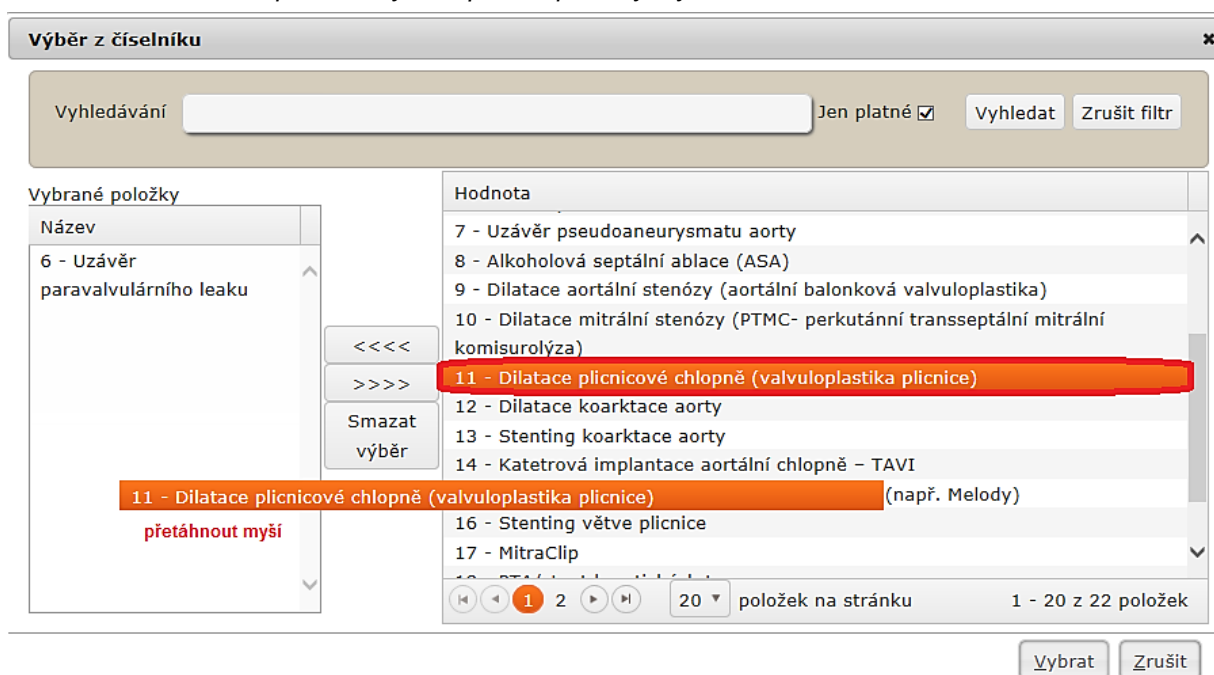 Výběr z číselníku
Vyhledávání
Jen platné
Vyhledat
Zrušit filtr
Vybrané položky
Název
6 - Uzávěr
paravalvulárního leaku
<<<<
>>>>
Smazat
výběr
Hodnota
7 - Uzávěr pseudoaneurysmatu aorty
8 - Alkoholová septální ablace (ASA)
9 - Dilatace aortální stenózy (aortální balonková valvuloplastika)
10 - Dilatace mitrální stenózy (PTMC- perkutánní transseptální mitrální
komisurolýza)
11 - Dilatace plicnicové chlopně (valvuloplastika plicnice)
12 - Dilatace koarktace aorty
13 - Stenting koarktace aorty
14 - Katetrová implantace aortální chlopně – TAVI
11 - Dilatace plicnicové chlopně (valvuloplastika plicnice) (např. Melody)
přetáhnout myší
16 - Stenting větve plicnice
17 - MitraClip
1 2
20 položek na stránku
1 - 20 z 22 položek
Vybrat
Zrušit